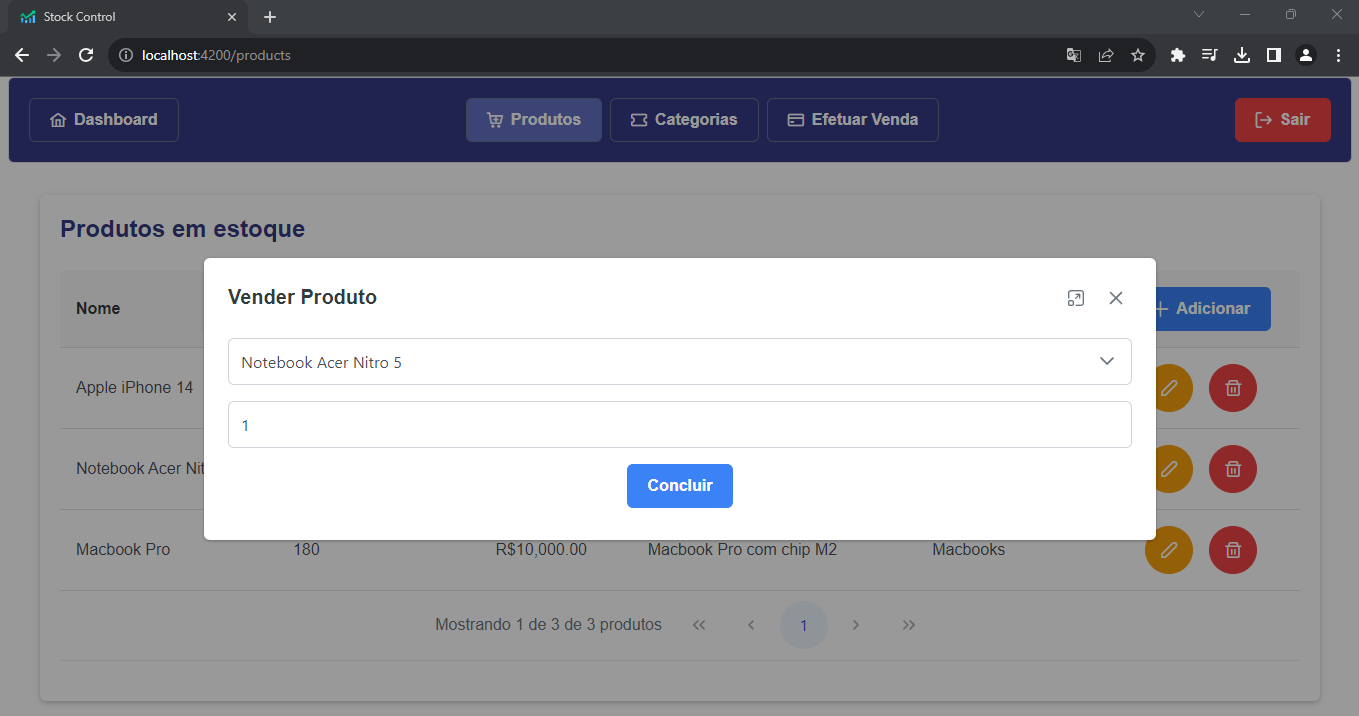 Stock Control
localhost:4200/products
Dashboard
Produtos
Categorias
Efetuar Venda
Sair
Produtos em estoque
Nome
Adicionar
Vender Produto
Notebook Acer Nitro 5
1
Concluir
Apple iPhone 14
Notebook Acer Nit
Macbook Pro 180 R$10,000.00 Macbook Pro com chip M2 Macbooks
Mostrando 1 de 3 de 3 produtos 1